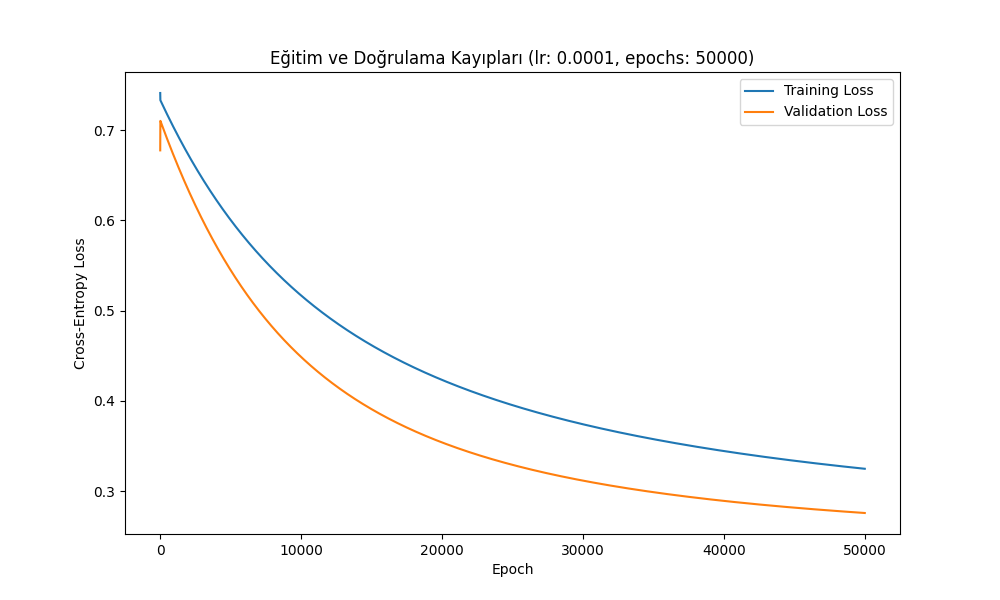 Eğitim ve Doğrulama Kayıpları (lr: 0.0001, epochs: 50000)
Training Loss
Validation Loss
Cross-Entropy Loss
0.7
0.6
0.5
0.4
0.3
0 10000 20000 30000 40000 50000
Epoch